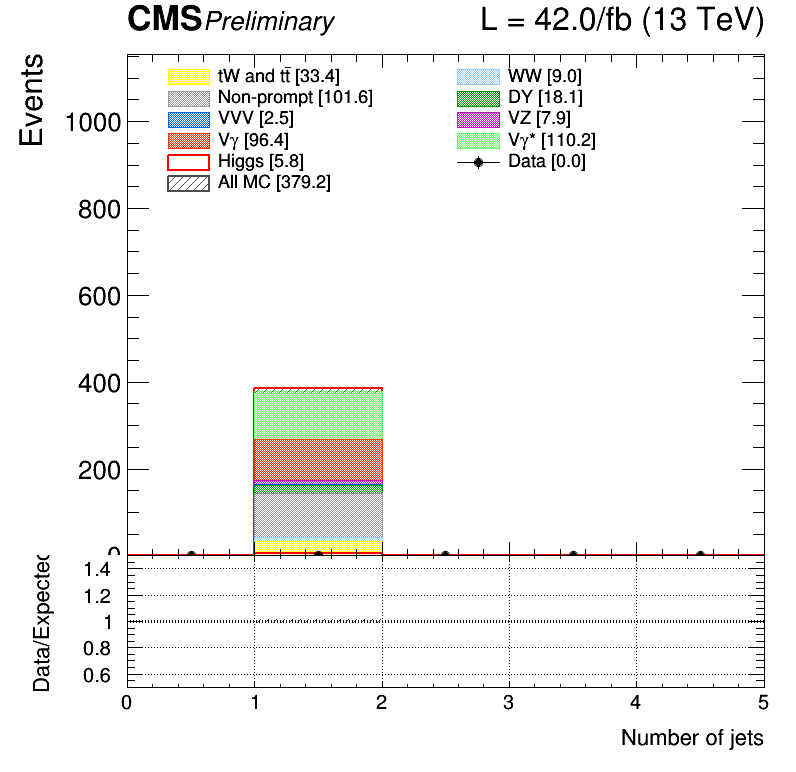 CMS Preliminary L = 42.0/fb (13 TeV)
Events
tW and tt̄ [33.4]
Non-prompt [101.6]
VVV [2.5]
Vγ [96.4]
Higgs [5.8]
All MC [379.2]
WW [9.0]
DY [18.1]
VZ [7.9]
Vγ* [110.2]
Data [0.0]
1000
800
600
400
200
0
Data/Expected
1.4
1.2
1
0.8
0.6
0 1 2 3 4 5
Number of jets